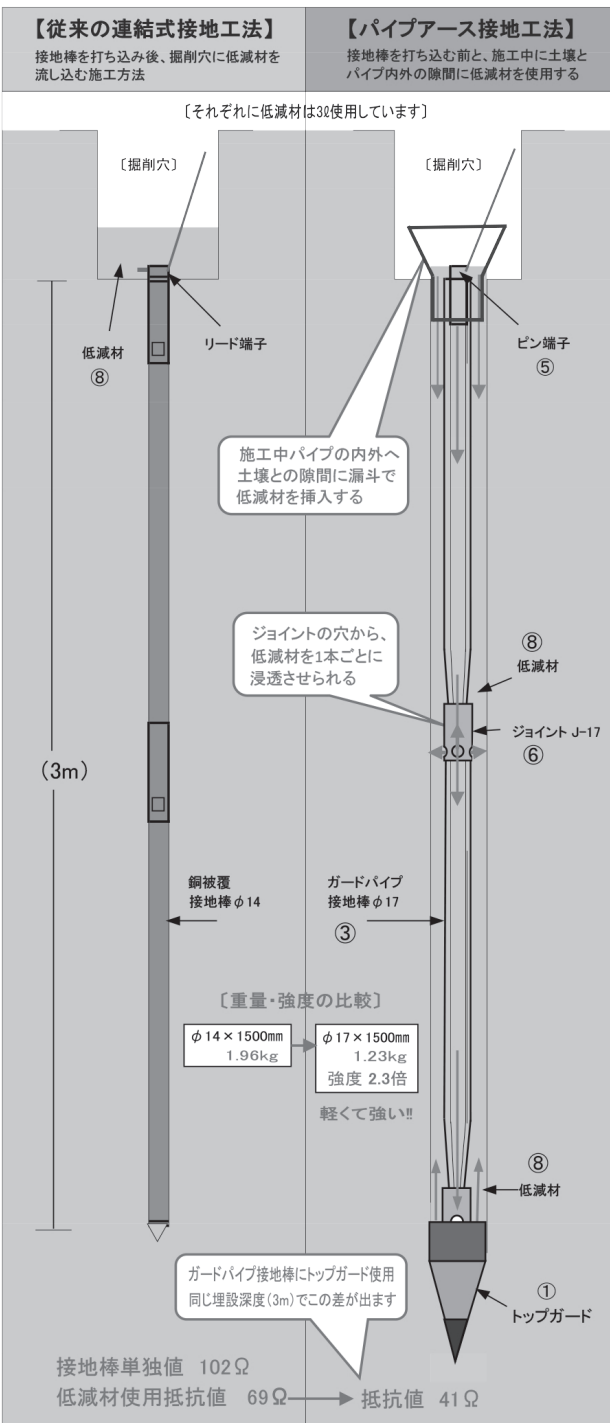 【従来の連結式接地工法】
接地棒を打ち込み後、掘削穴に低減材を
流し込む施工方法
【パイプアース接地工法】
接地棒を打ち込む前と、施工中に土壌と
パイプ内外の隙間に低減材を使用する
〔それぞれに低減材は3ℓ使用しています〕
〔掘削穴〕
〔掘削穴〕
低減材
⑧
リード端子
ピン端子
⑤
施工中パイプの内外へ
土壌との隙間に漏斗で
低減材を挿入する
ジョイントの穴から、
低減材を1本ごとに
浸透させられる
⑧
低減材
ジョイント J-17
⑥
(3m)
銅被覆
接地棒φ14
ガードパイプ
接地棒φ17
③
〔重量・強度の比較〕
φ14×1500㎜
1.96kg
φ17×1500㎜
1.23kg
強度 2.3倍
軽くて強い!!
⑧
低減材
ガードパイプ接地棒にトップガード使用
同じ埋設深度(3m)でこの差が出ます
①
トップガード
接地棒単独値 102Ω
低減材使用抵抗値 69Ω
抵抗値 41Ω